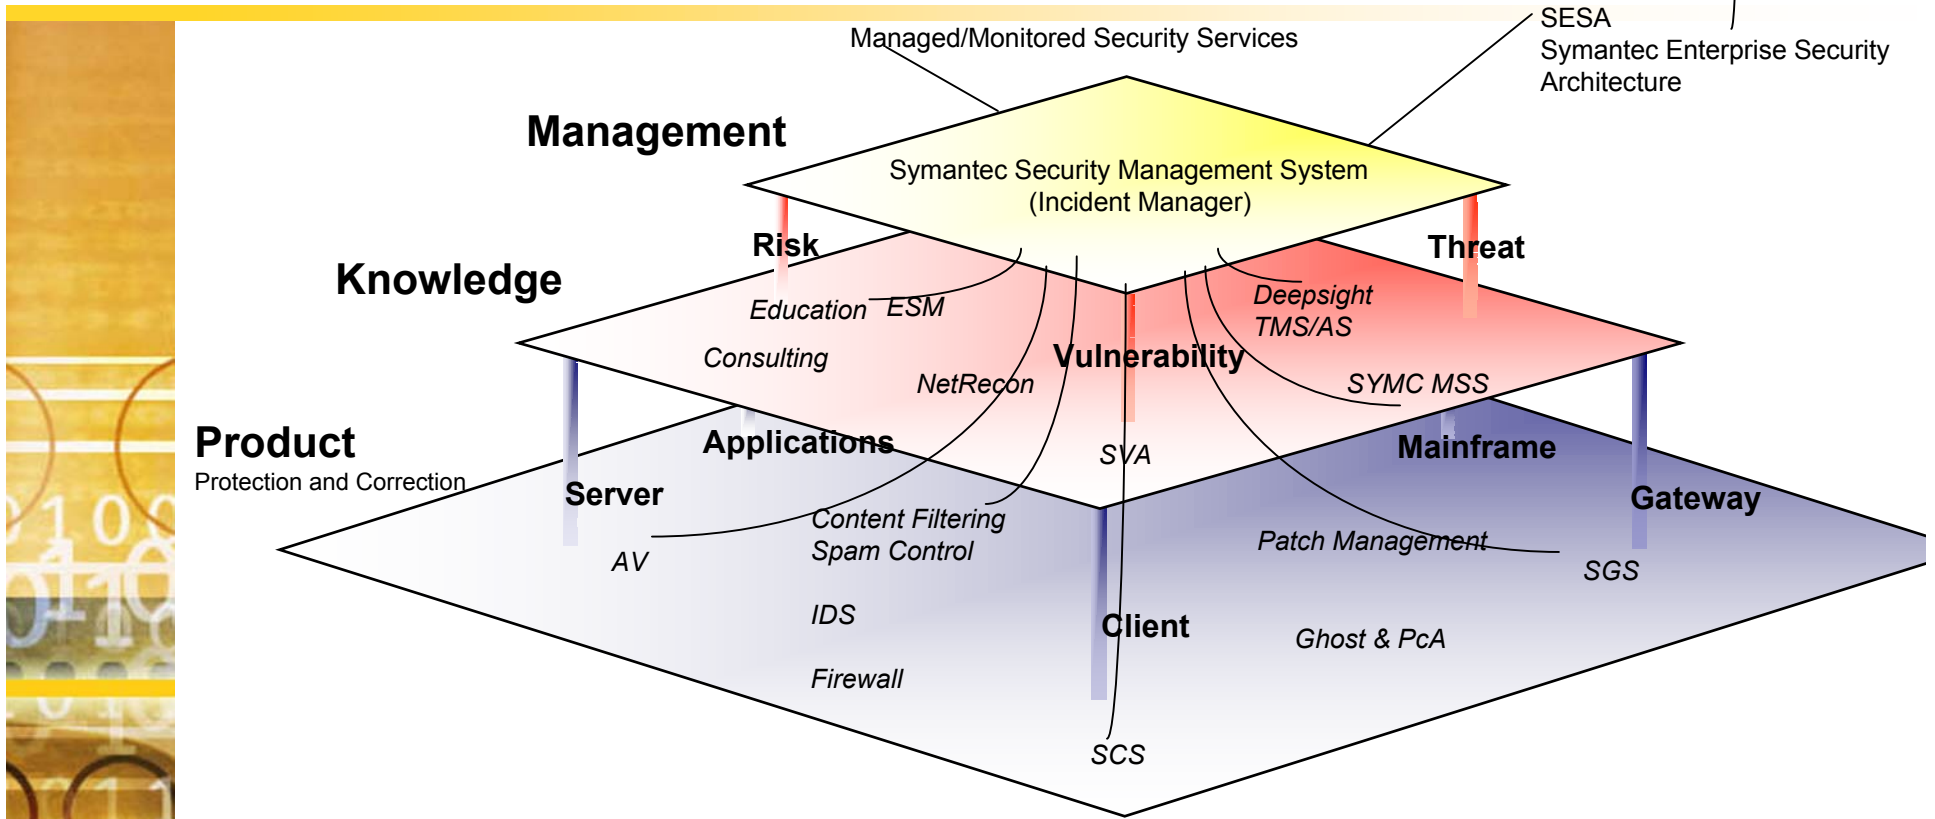 SESA
Managed/Monitored Security Services
Symantec Enterprise Security
Architecture
Management
Symantec Security Management System
(Incident Manager)
Risk
Threat
Knowledge
Education
ESM
Deepsight
TMS/AS
Consulting
Vulnerability
NetRecon
SYMC MSS
Product
Applications
SVA
Mainframe
Protection and Correction
Server
Gateway
Content Filtering
Spam Control
Patch Management
AV
SGS
IDS
Client
Ghost & PcA
Firewall
SCS